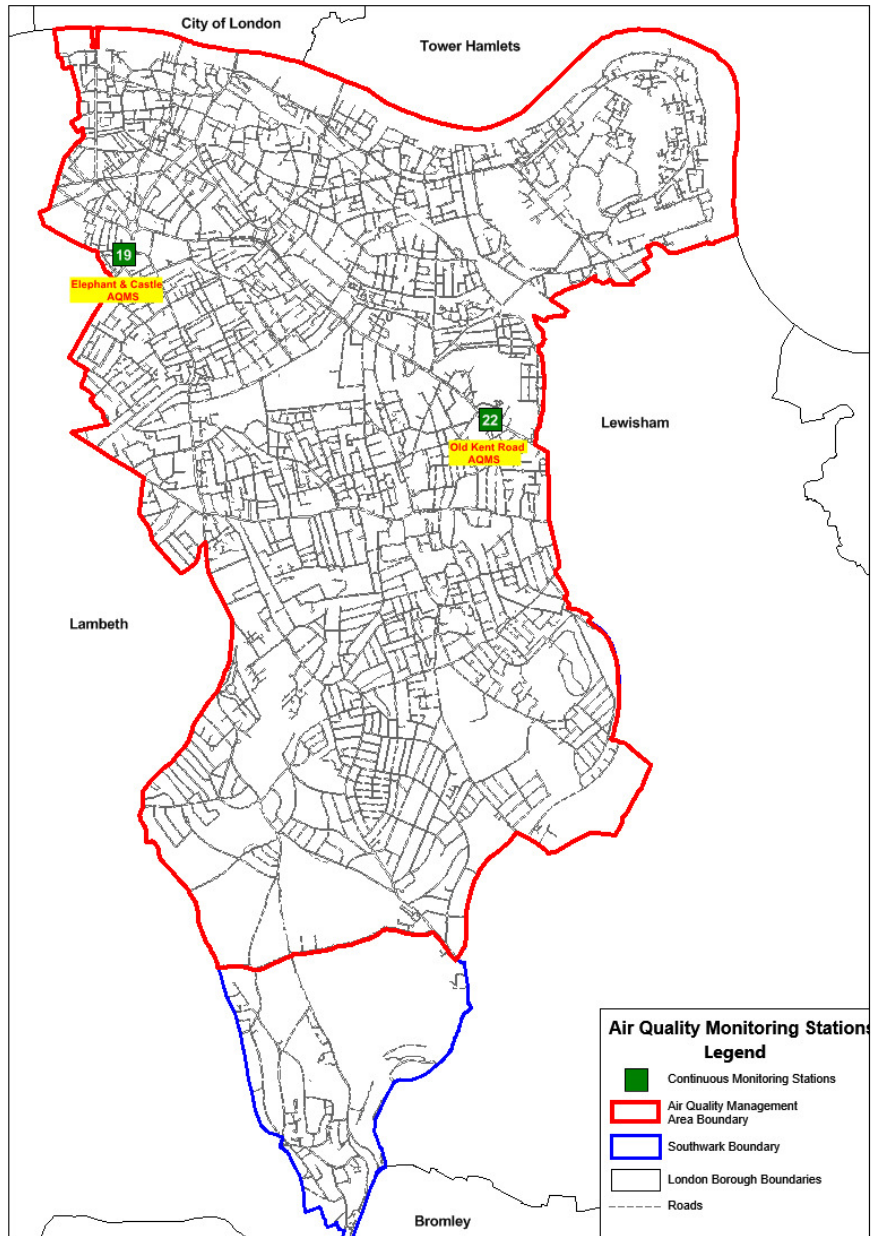 City of London
Tower Hamlets
19
Elephant & Castle
AQMS
22
Old Kent Road
AQMS
Lewisham
Lambeth
Air Quality Monitoring Stations
Legend
Continuous Monitoring Stations
Air Quality Management
Area Boundary
Southwark Boundary
London Borough Boundaries
Roads
Bromley